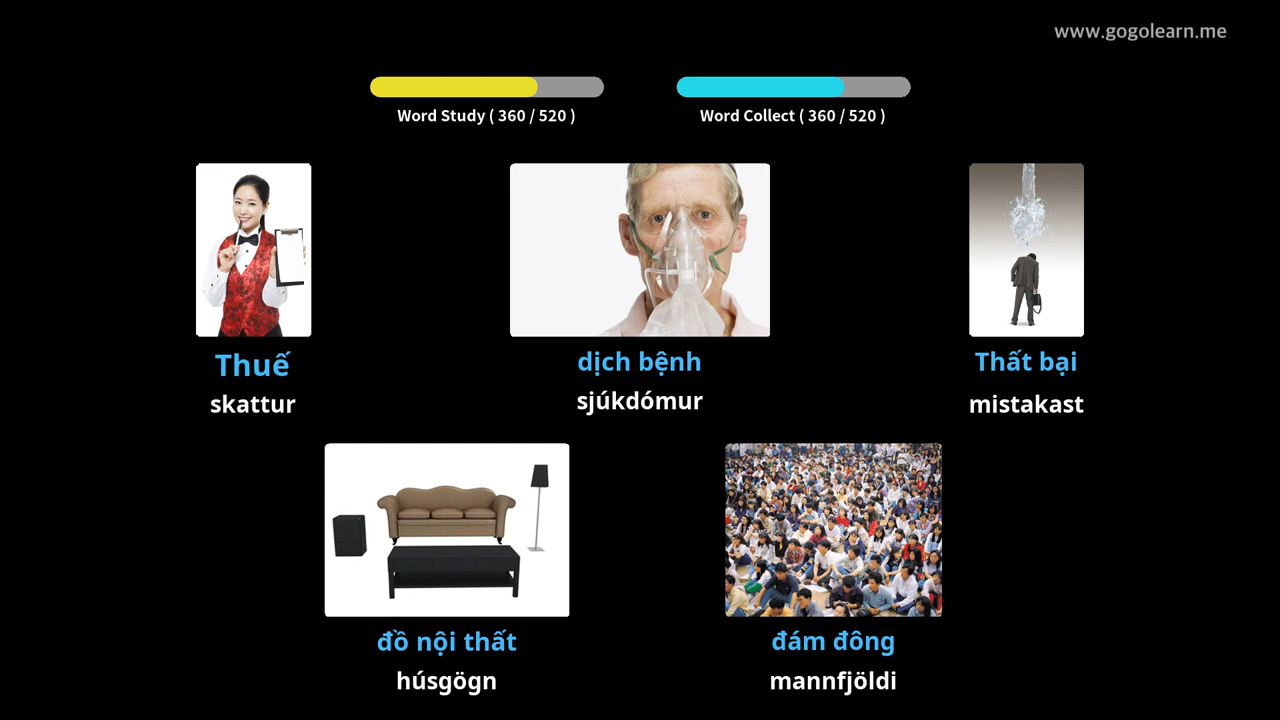 www.gogolearn.me
Word Study ( 360 / 520 )
Word Collect ( 360 / 520 )
Thuế
skattur
dịch bệnh
sjúkdómur
Thất bại
mistakast
đồ nội thất
húsgögn
đám đông
mannfjöldi